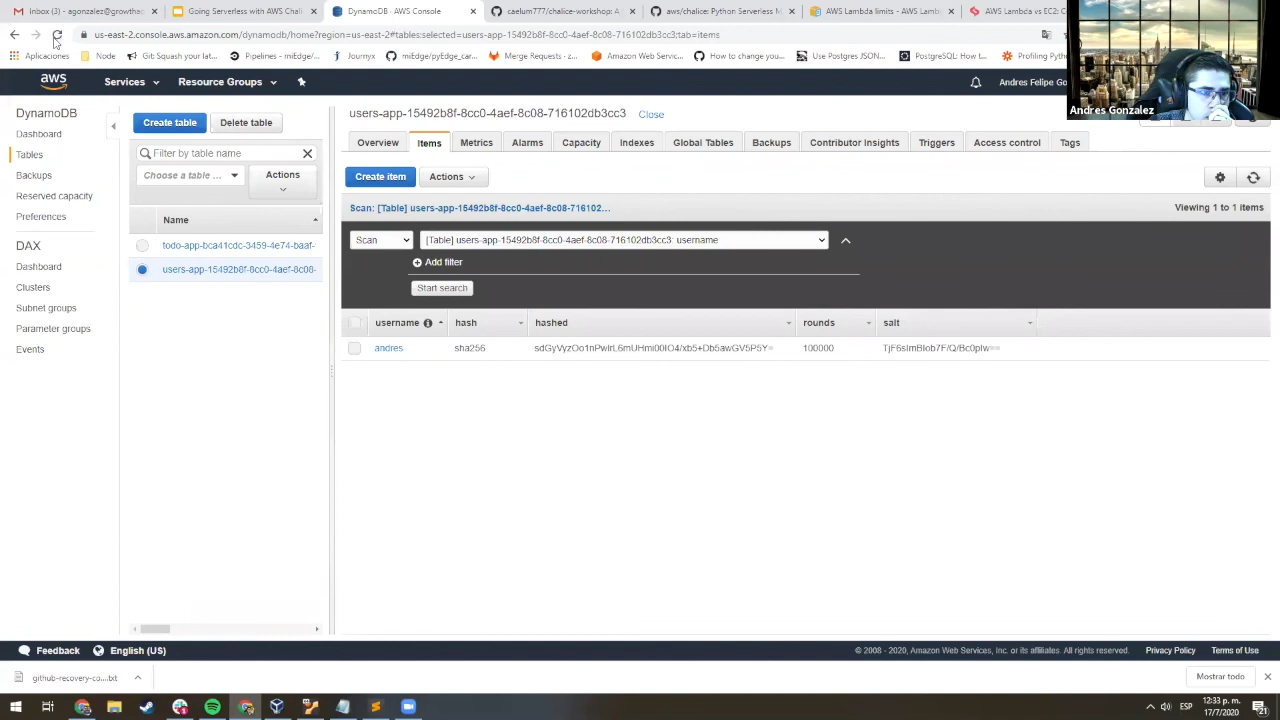 Inbox (3) - agonzalez@growtha
Going Serverless with AWS Chali
DynamoDB · AWS Console
caelum777/chalice-workshop: A
aws/chalice: Python Serverless M
AWS Lambda limits - AWS Lamb
AWS Lambda vs EC2: C
us-east-2.console.aws.amazon.com/dynamodb/home?region=us-east-2#tables:selected=users-app-15492b8f-8cc0-4aef-8c08-716102db3cc3;tab=items
Aplicaciones
Node
Git Squash your lat...
Pipelines - miEdge/...
Journyx
miEdge/pyEdge_car...
Merge Requests · z...
Amazon Web Servic...
How to change you...
Use Postgres JSON...
PostgreSQL: How t...
Profiling Python
Andres Gonzalez
aws
Services
Resource Groups
Andres Felipe Go
DynamoDB
Dashboard
Tables
Backups
Reserved capacity
Preferences
DAX
Dashboard
Clusters
Subnet groups
Parameter groups
Events
Create table
Delete table
Filter by table name
Choose a table ...
Actions
Name
todo-app-bca41cdc-3459-4e74-baaf-
users-app-15492b8f-8cc0-4aef-8c08-
users-app-15492b8f-8cc0-4aef-8c08-716102db3cc3
Close
Overview
Items
Metrics
Alarms
Capacity
Indexes
Global Tables
Backups
Contributor Insights
Triggers
Access control
Tags
Create item
Actions
Scan: [Table] users-app-15492b8f-8cc0-4aef-8c08-716102...
Viewing 1 to 1 items
Scan
[Table] users-app-15492b8f-8cc0-4aef-8c08-716102db3cc3: username
Add filter
Start search
username
hash
hashed
rounds
salt
andres
sha256
100000
Feedback
English (US)
© 2008 - 2020, Amazon Web Services, Inc. or its affiliates. All rights reserved.
Privacy Policy
Terms of Use
github-recovery-co....txt
Mostrar todo
ESP
12:33 p. m.
17/7/2020
21